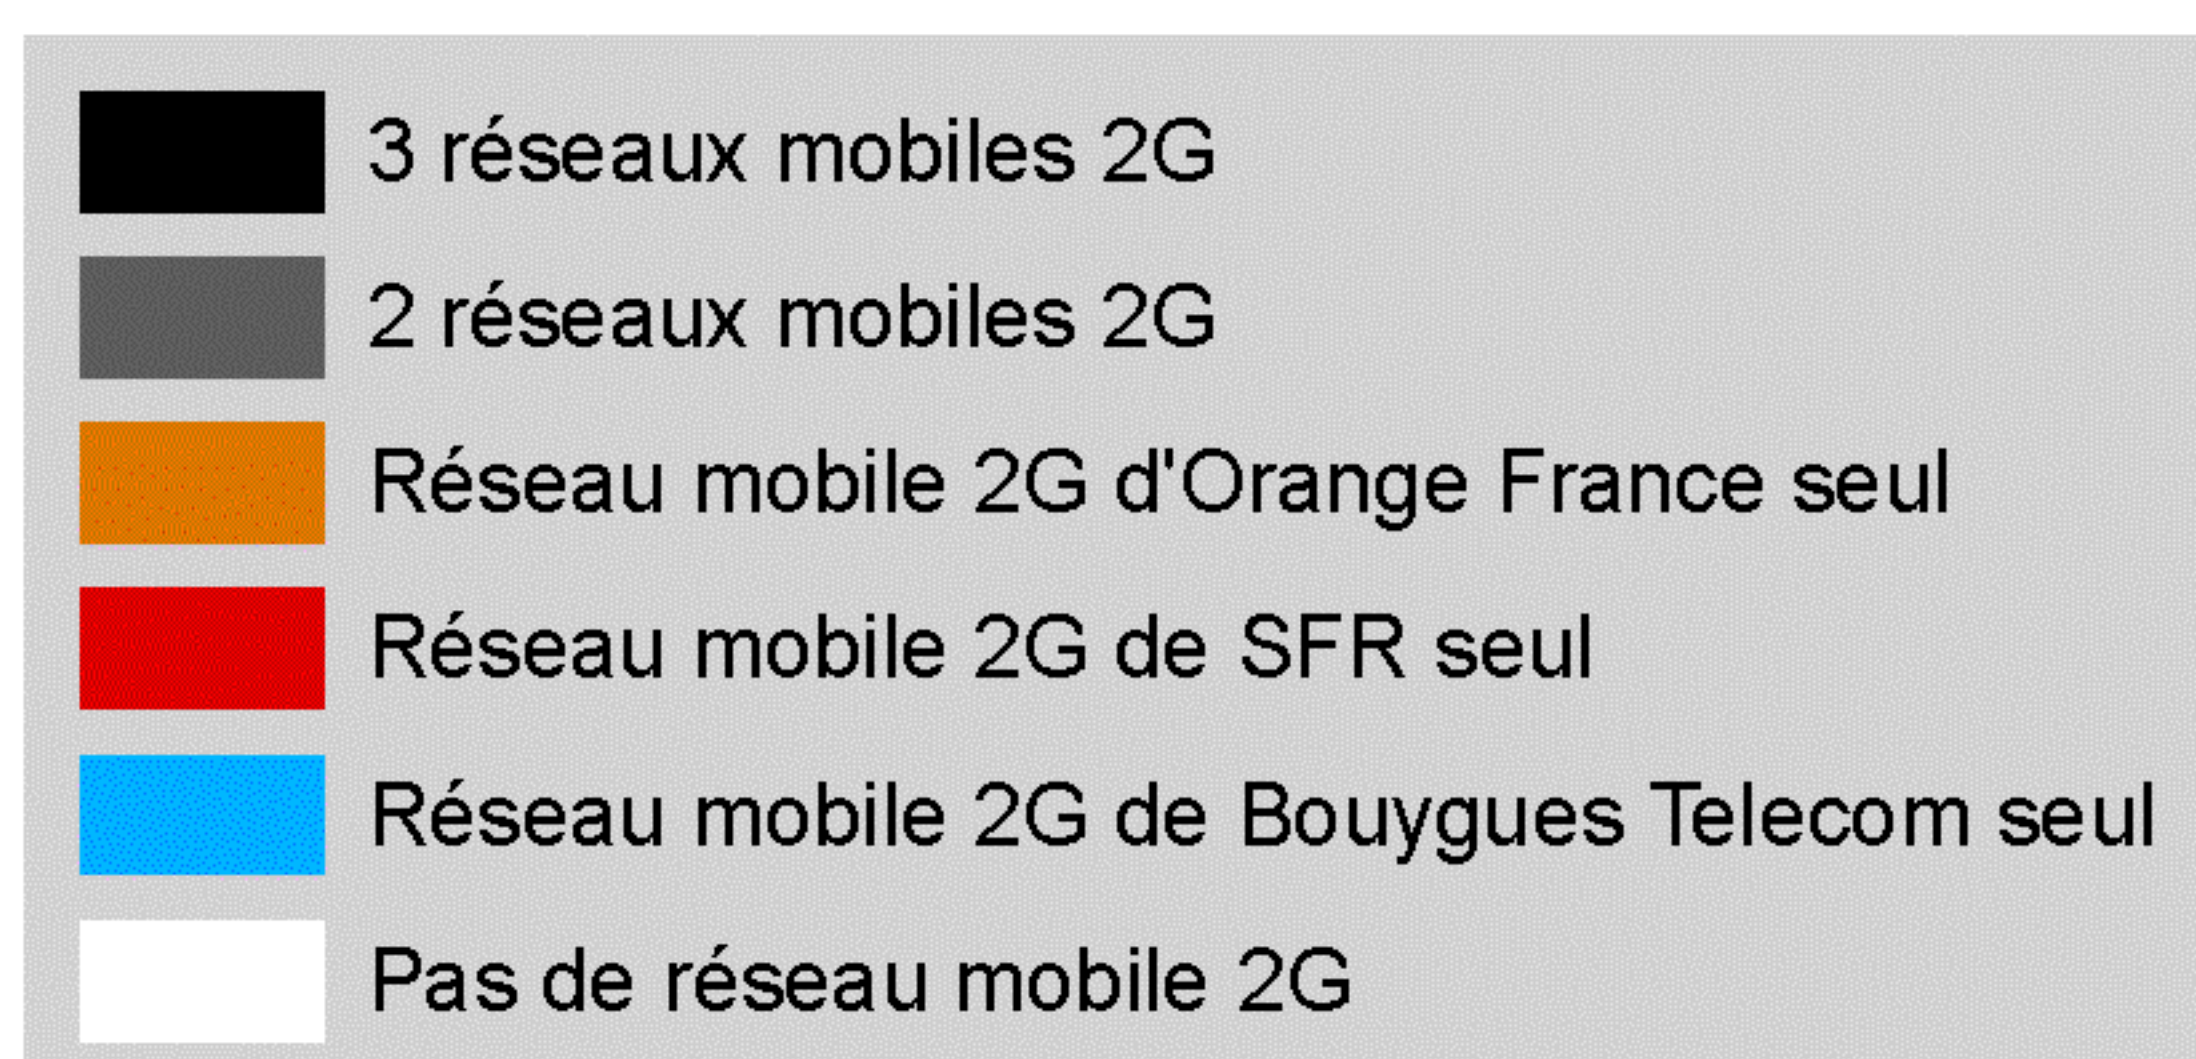 3 réseaux mobiles 2G
2 réseaux mobiles 2G
Réseau mobile 2G d'Orange France seul
Réseau mobile 2G de SFR seul
Réseau mobile 2G de Bouygues Telecom seul
Pas de réseau mobile 2G